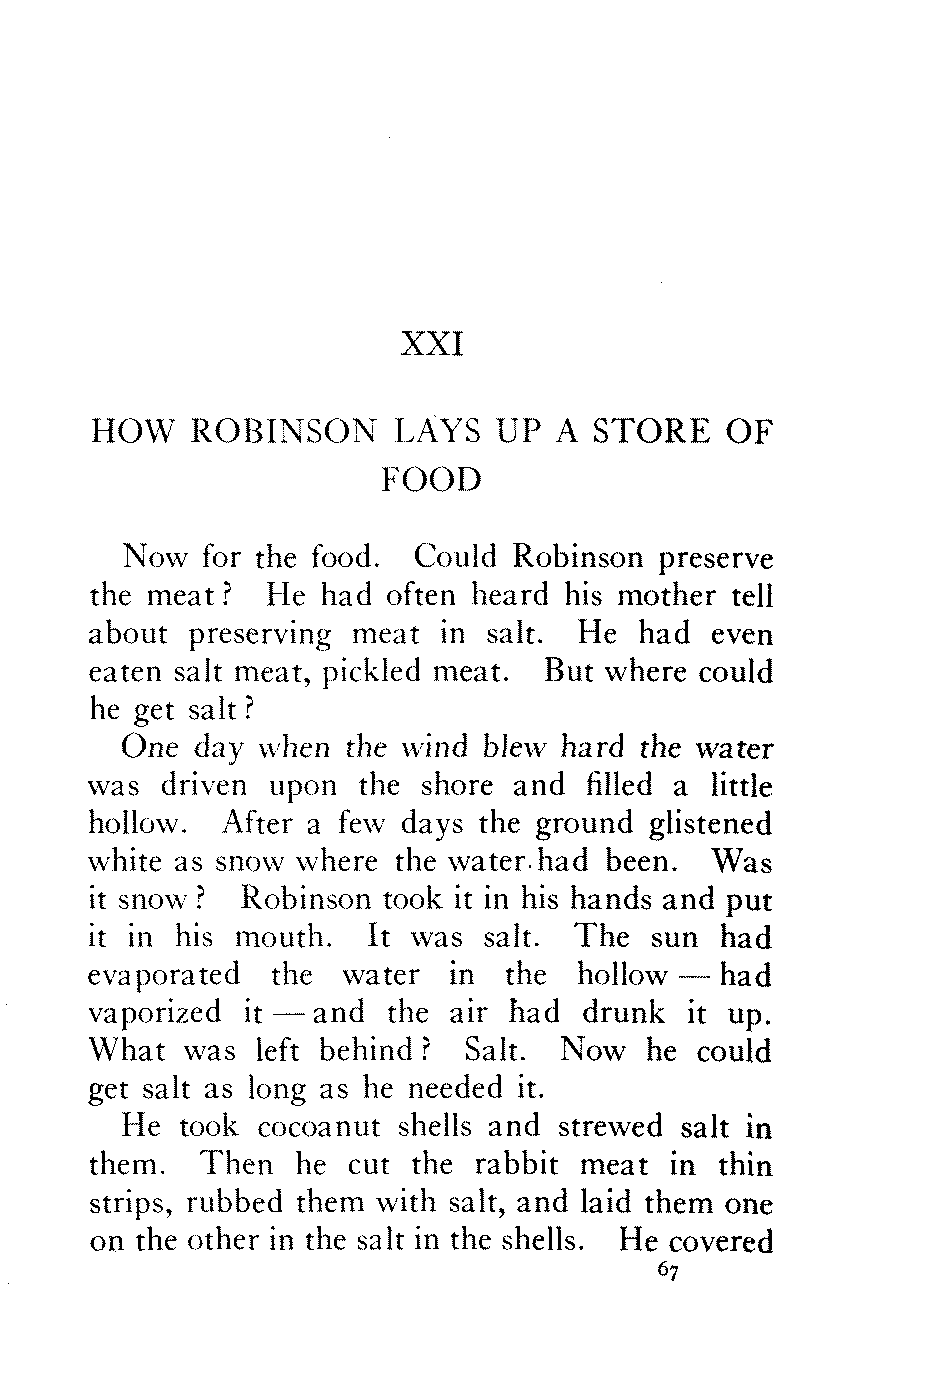 XXI
HOW ROBINSON LAYS UP A STORE OF
FOOD
Now for the food. Could Robinson preserve
the meat? He had often heard his mother tell
about preserving meat in salt. He had even
eaten salt meat, pickled meat. But where could
he get salt?
One day when the wind blew hard the water
was driven upon the shore and filled a little
hollow. After a few days the ground glistened
white as snow where the water had been. Was
it snow? Robinson took it in his hands and put
it in his mouth. It was salt. The sun had
evaporated the water in the hollow — had
vaporized it — and the air had drunk it up.
What was left behind? Salt. Now he could
get salt as long as he needed it.
He took cocoanut shells and strewed salt in
them. Then he cut the rabbit meat in thin
strips, rubbed them with salt, and laid them one
on the other in the salt in the shells. He covered
67